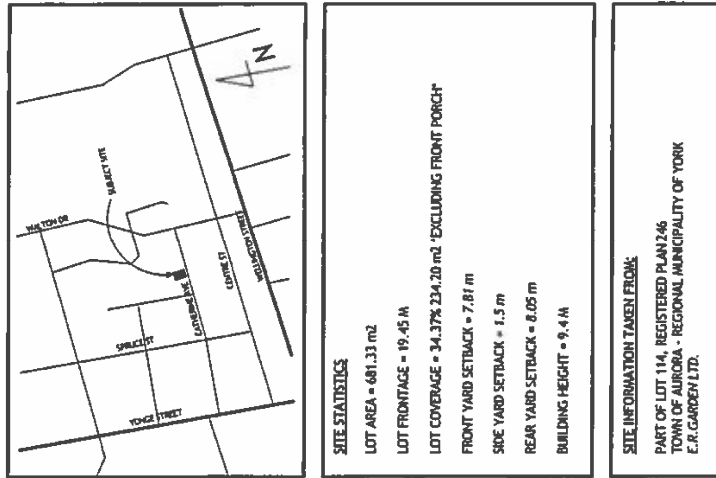 WALTON DR
SUBJECT SITE
CATHERINE AVE
CENTRE ST
WELLINGTON STREET
SPRUCE ST
YONGE STREET
N
SITE STATISTICS
LOT AREA = 681.33 m2
LOT FRONTAGE = 19.45 M
LOT COVERAGE = 34.37% 234.20 m2 *EXCLUDING FRONT PORCH*
FRONT YARD SETBACK = 7.81 m
SIDE YARD SETBACK = 1.5 m
REAR YARD SETBACK = 8.05 m
BUILDING HEIGHT = 9.4 M
SITE INFORMATION TAKEN FROM:
PART OF LOT 114, REGISTERED PLAN 246
TOWN OF AURORA - REGIONAL MUNICIPALITY OF YORK
E.R. GARDEN LTD.